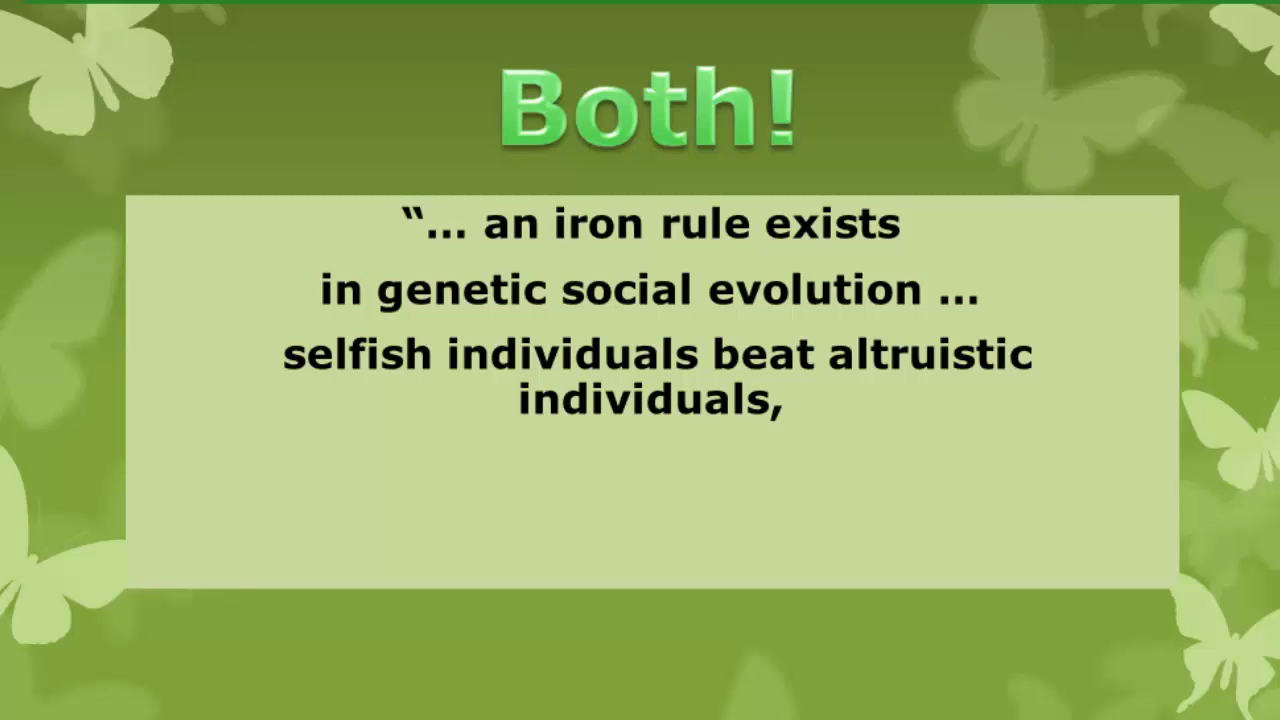 Both!
“… an iron rule exists
in genetic social evolution …
selfish individuals beat altruistic
individuals,